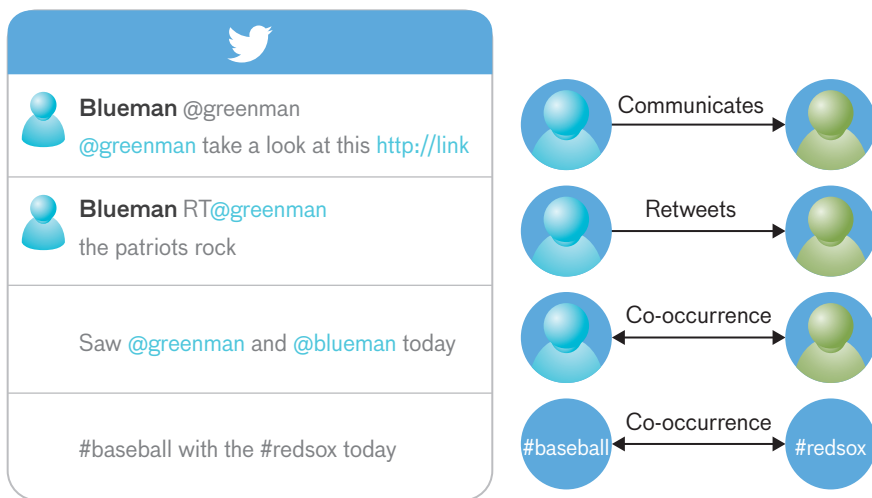 Blueman @greenman
@greenman take a look at this http://link
Communicates
Blueman RT@greenman
the patriots rock
Retweets
Saw @greenman and @blueman today
Co-occurrence
#baseball with the #redsox today
Co-occurrence
#baseball
#redsox